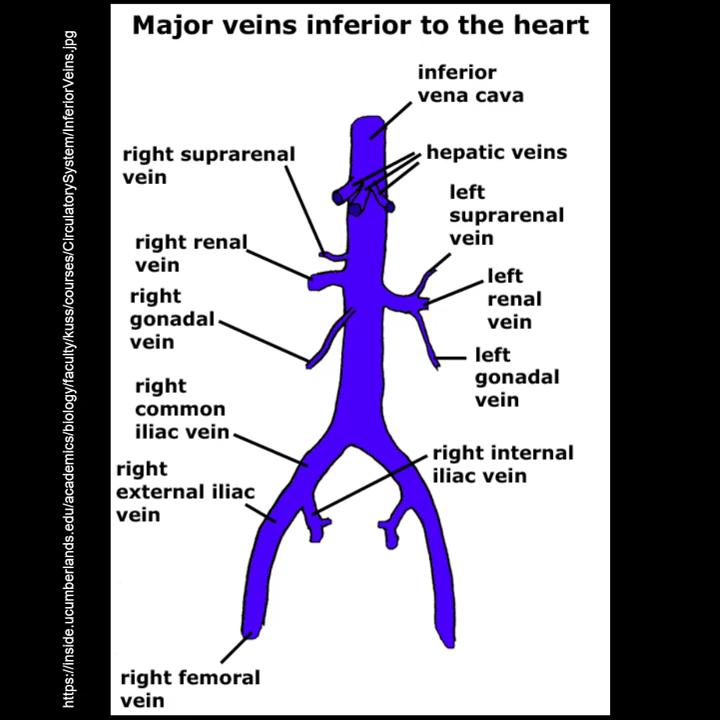 Major veins inferior to the heart
inferior
vena cava
right suprarenal
vein
hepatic veins
left
suprarenal
vein
right renal
vein
left
renal
vein
right
gonadal
vein
left
gonadal
vein
right
common
iliac vein
right internal
iliac vein
right
external iliac
vein
right femoral
vein
https://inside.ucumberlands.edu/academics/biology/faculty/kuss/courses/CirculatorySystem/InferiorVeins.jpg